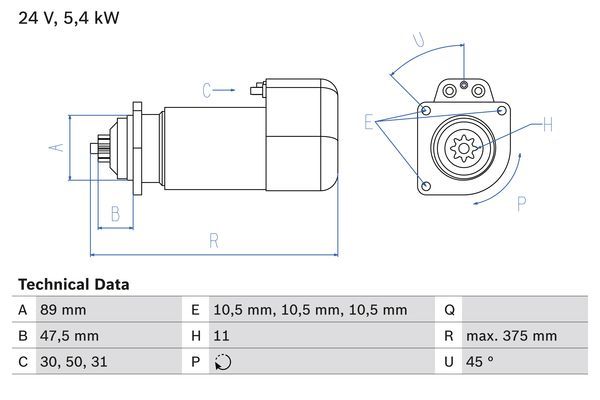 24 V, 5,4 kW
U
C
E
A
H
B
P
R
Technical Data
A 89 mm E 10,5 mm, 10,5 mm, 10,5 mm Q
B 47,5 mm H 11 R max. 375 mm
C 30, 50, 31 P U 45 °